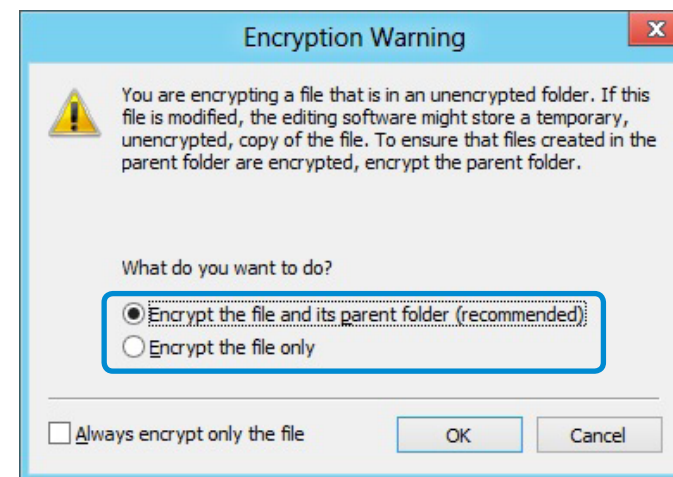 Encryption Warning
x
You are encrypting a file that is in an unencrypted folder. If this
file is modified, the editing software might store a temporary,
unencrypted, copy of the file. To ensure that files created in the
parent folder are encrypted, encrypt the parent folder.
What do you want to do?
Encrypt the file and its parent folder (recommended)
Encrypt the file only
Always encrypt only the file
OK
Cancel